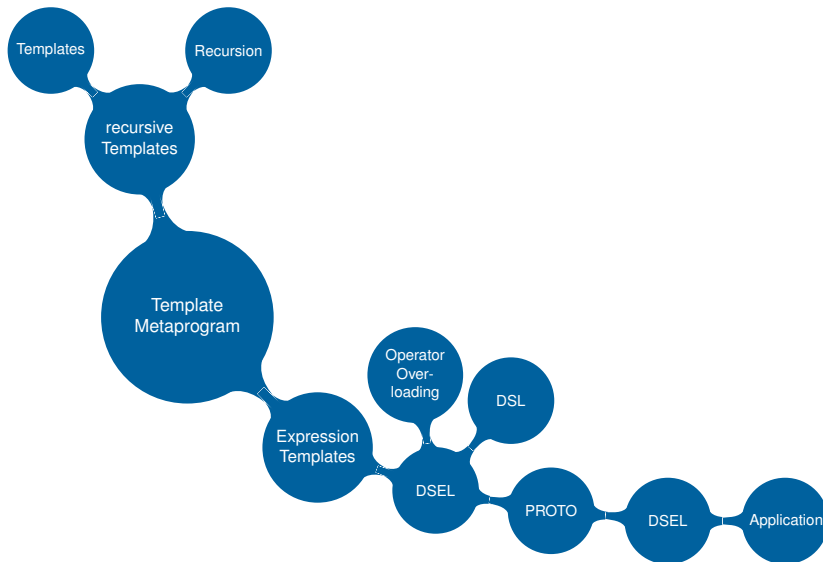 Templates
Recursion
recursive
Templates
Template
Metaprogram
Operator
Over-
loading
DSL
Expression
Templates
DSEL
PROTO
DSEL
Application